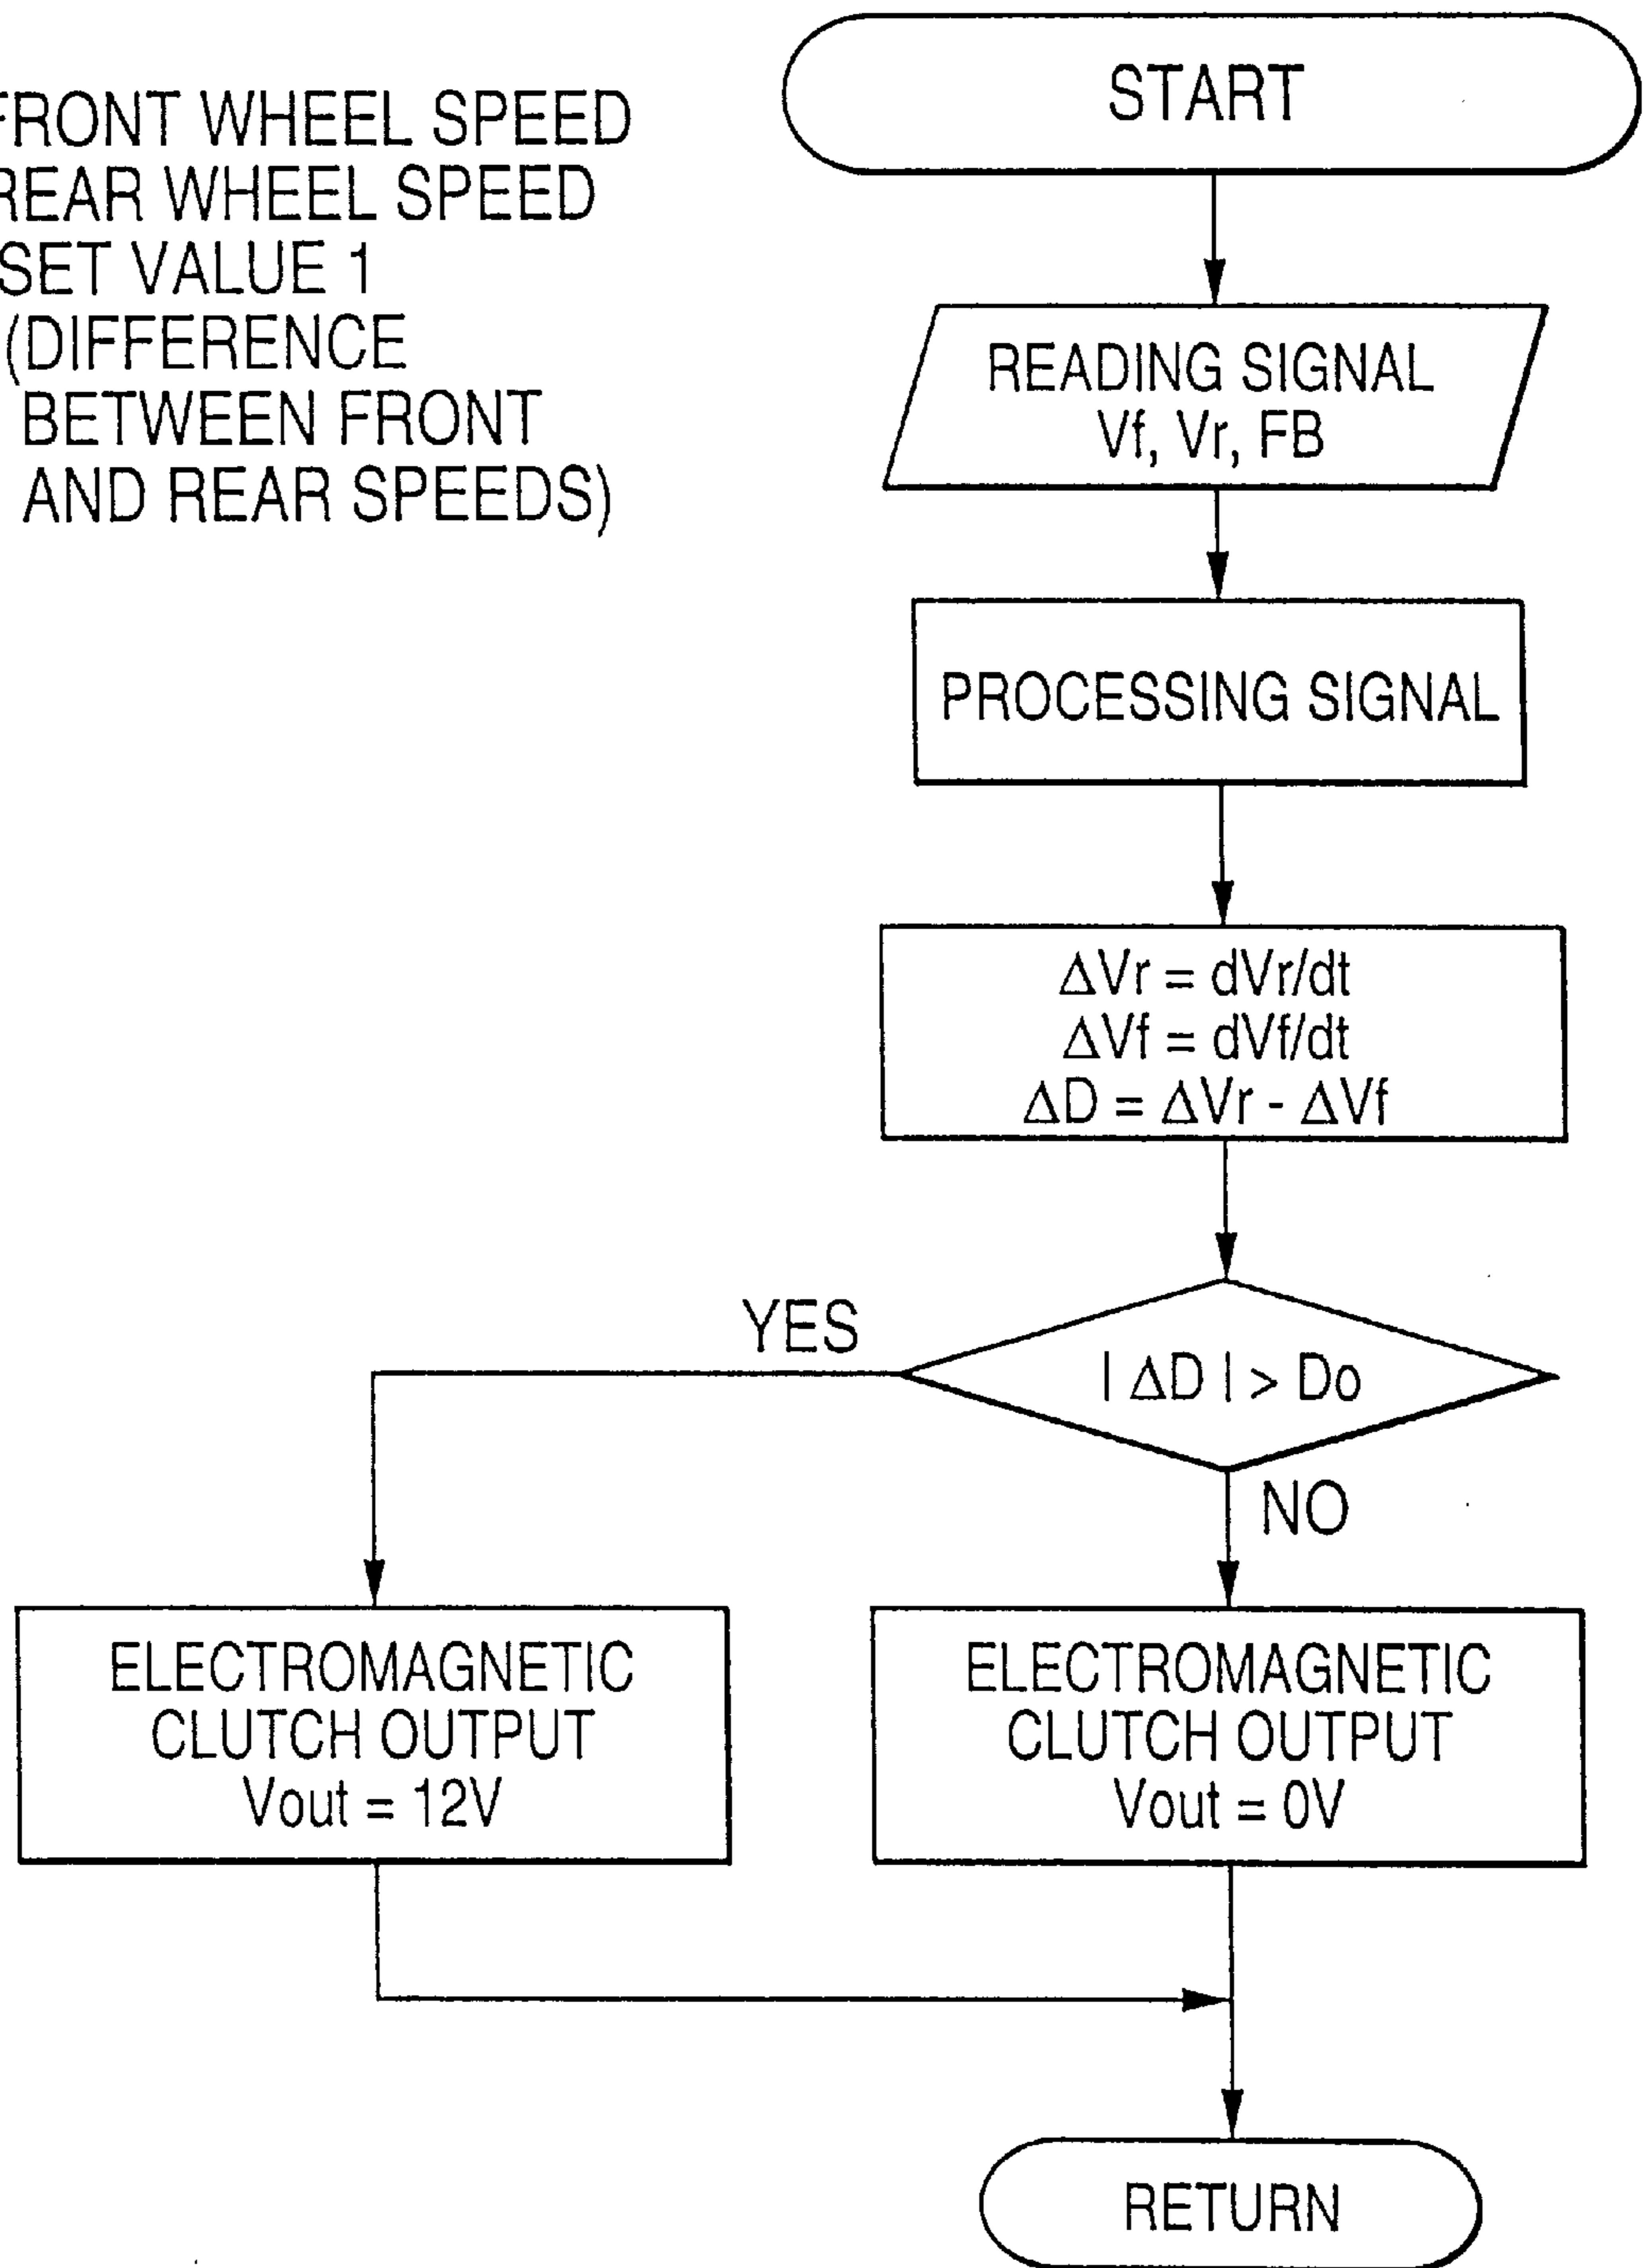 FRONT WHEEL SPEED
REAR WHEEL SPEED
SET VALUE 1
(DIFFERENCE
BETWEEN FRONT
AND REAR SPEEDS)
START
READING SIGNAL
Vf, Vr, FB
PROCESSING SIGNAL
ΔVr = dVr/dt
ΔVf = dVf/dt
ΔD = ΔVr - ΔVf
YES
| ΔD | > Do
NO
ELECTROMAGNETIC
CLUTCH OUTPUT
Vout = 12V
ELECTROMAGNETIC
CLUTCH OUTPUT
Vout = 0V
RETURN